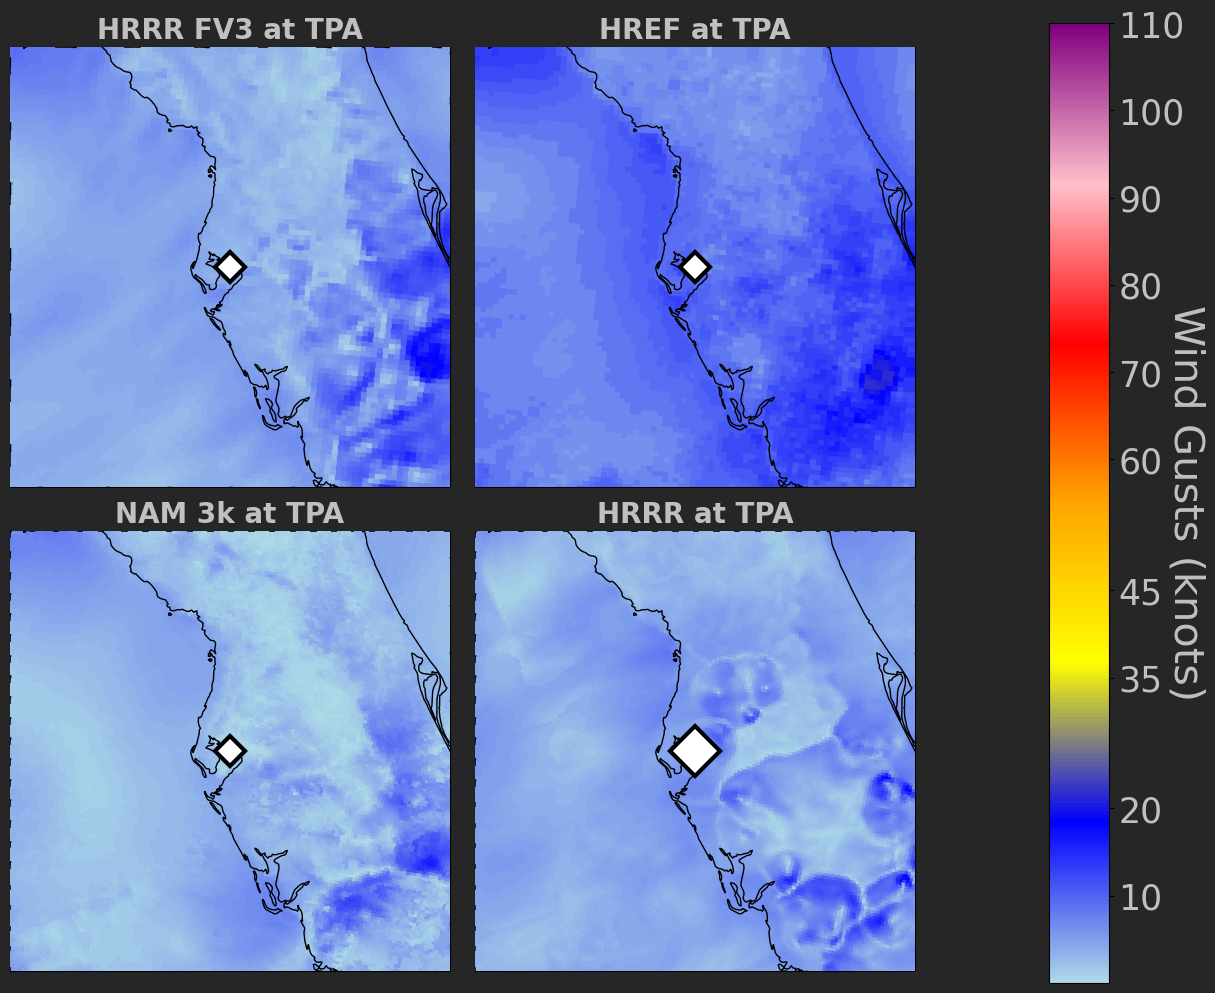 HRRR FV3 at TPA
HREF at TPA
NAM 3k at TPA
HRRR at TPA
110
100
90
80
70
60
45
35
20
10
Wind Gusts (knots)